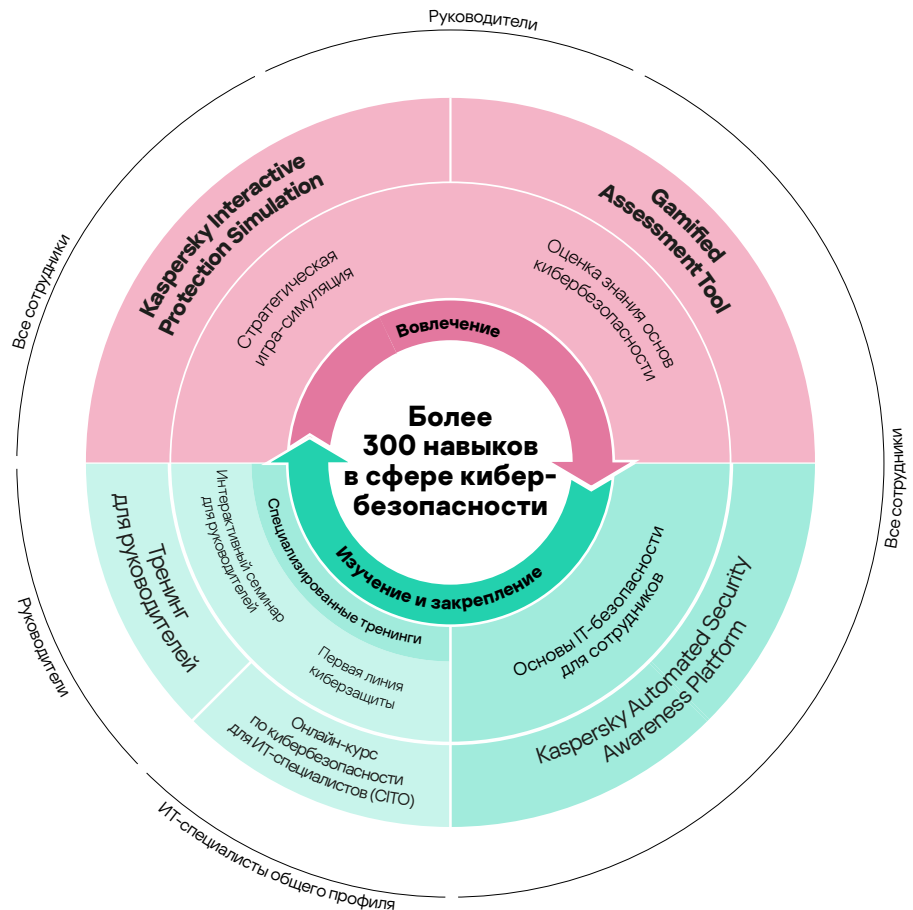 Руководители
Все сотрудники
Kaspersky Interactive
Protection Simulation
Стратегическая
игра-симуляция
Gamified
Assessment Tool
Оценка знания основ
кибербезопасности
Вовлечение
Более
300 навыков
в сфере кибер-
безопасности
Все сотрудники
Изучение и закрепление
Специализированные тренинги
Интерактивный семинар
для руководителей
Тренинг
для руководителей
Руководители
Первая линия
киберзащиты
Онлайн-курс
по кибербезопасности
для ИТ-специалистов (CITO)
ИТ-специалисты общего профиля
Основы IT-безопасности
для сотрудников
Kaspersky Automated Security
Awareness Platform